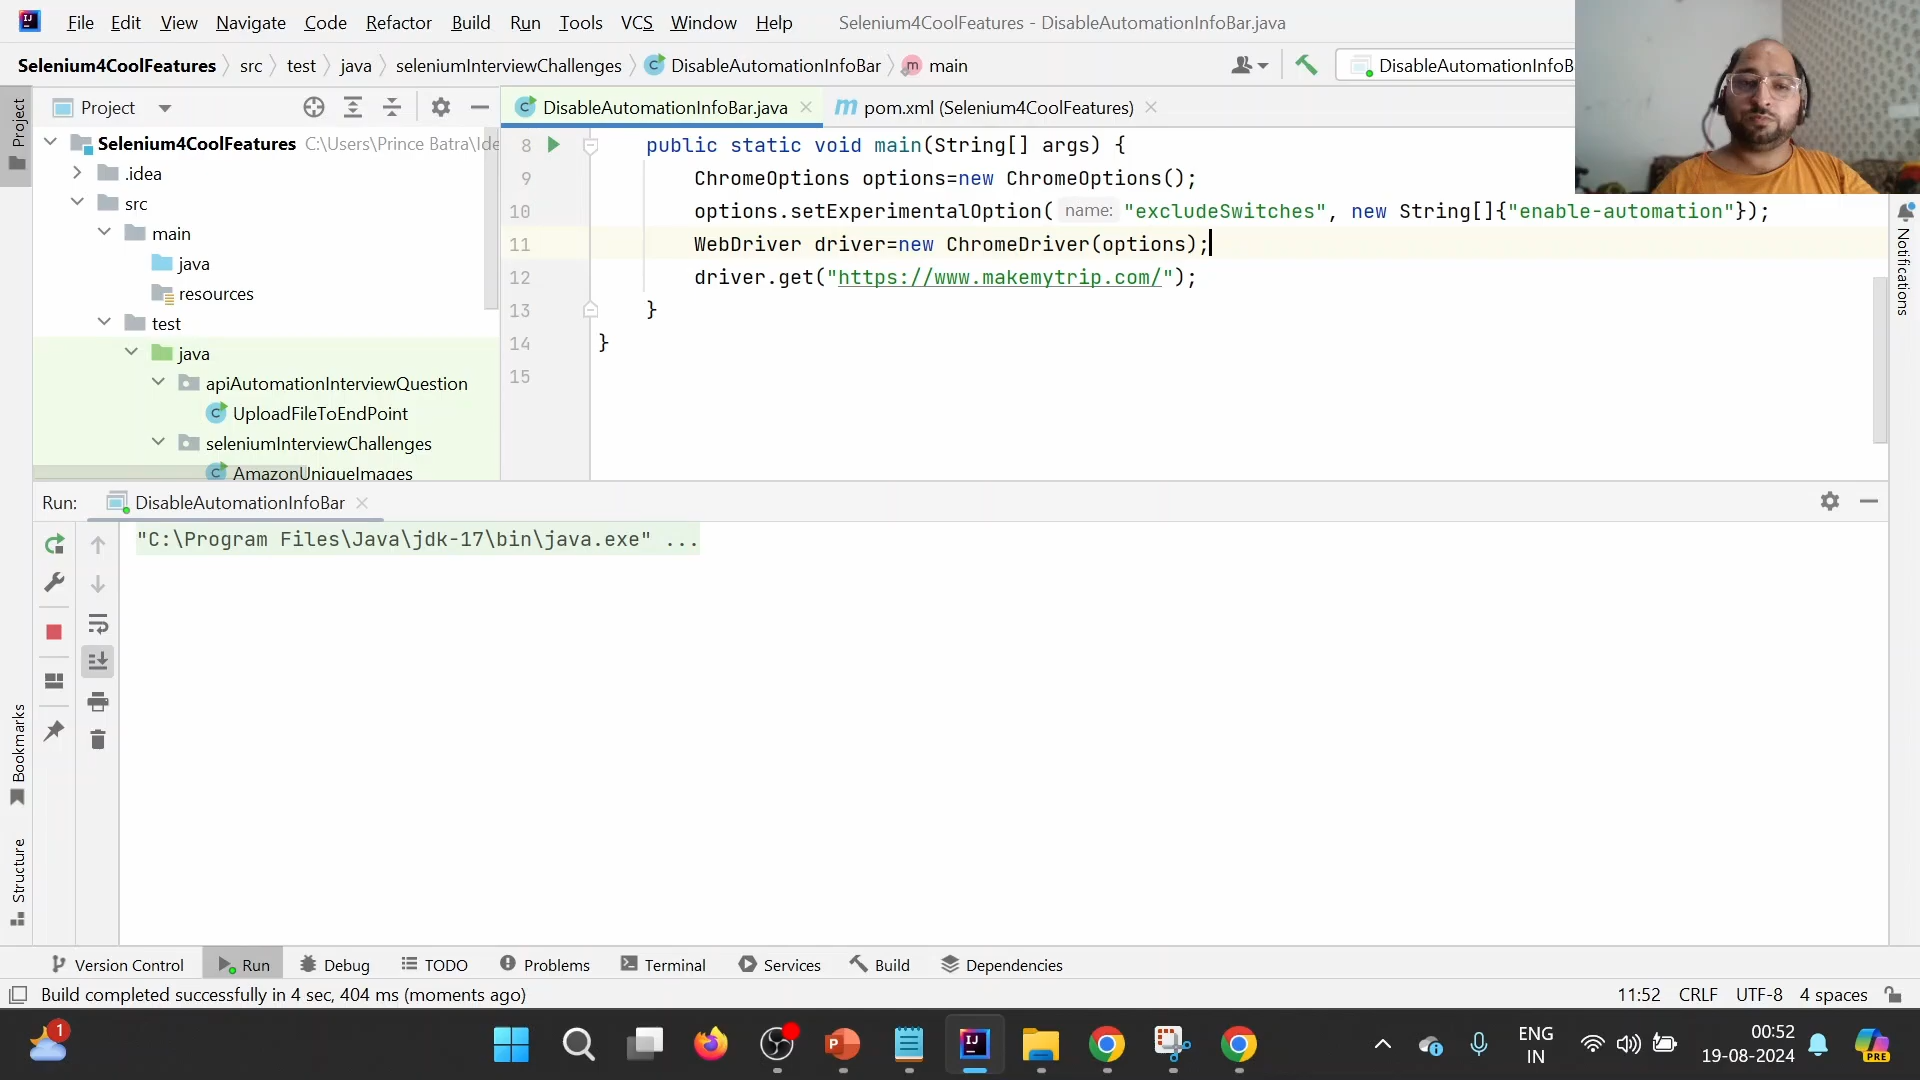 File Edit View Navigate Code Refactor Build Run Tools VCS Window Help Selenium4CoolFeatures - DisableAutomationInfoBar.java
Selenium4CoolFeatures src test java seleniumInterviewChallenges DisableAutomationInfoBar main DisableAutomationInfoB
Project
Project
DisableAutomationInfoBar.java
pom.xml (Selenium4CoolFeatures)
Selenium4CoolFeatures C:\Users\Prince Batra\Ide
.idea
src
main
java
resources
test
java
apiAutomationInterviewQuestion
UploadFileToEndPoint
seleniumInterviewChallenges
AmazonUniqueImages
8 public static void main(String[] args) {
9 ChromeOptions options=new ChromeOptions();
10 options.setExperimentalOption( name: "excludeSwitches", new String[]{"enable-automation"});
11 WebDriver driver=new ChromeDriver(options);
12 driver.get("https://www.makemytrip.com/");
13 }
14 }
15
Notifications
Run: DisableAutomationInfoBar
"C:\Program Files\Java\jdk-17\bin\java.exe" ...
Bookmarks
Structure
Version Control Run Debug TODO Problems Terminal Services Build Dependencies
Build completed successfully in 4 sec, 404 ms (moments ago) 11:52 CRLF UTF-8 4 spaces
1
IJ
ENG
IN
00:52
19-08-2024
PRE